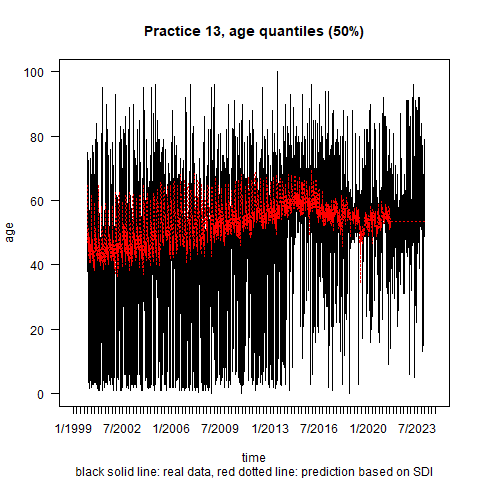 Practice 13, age quantiles (50%)
100
80
60
40
20
0
age
1/1999 7/2002 1/2006 7/2009 1/2013 7/2016 1/2020 7/2023
time
black solid line: real data, red dotted line: prediction based on SDI